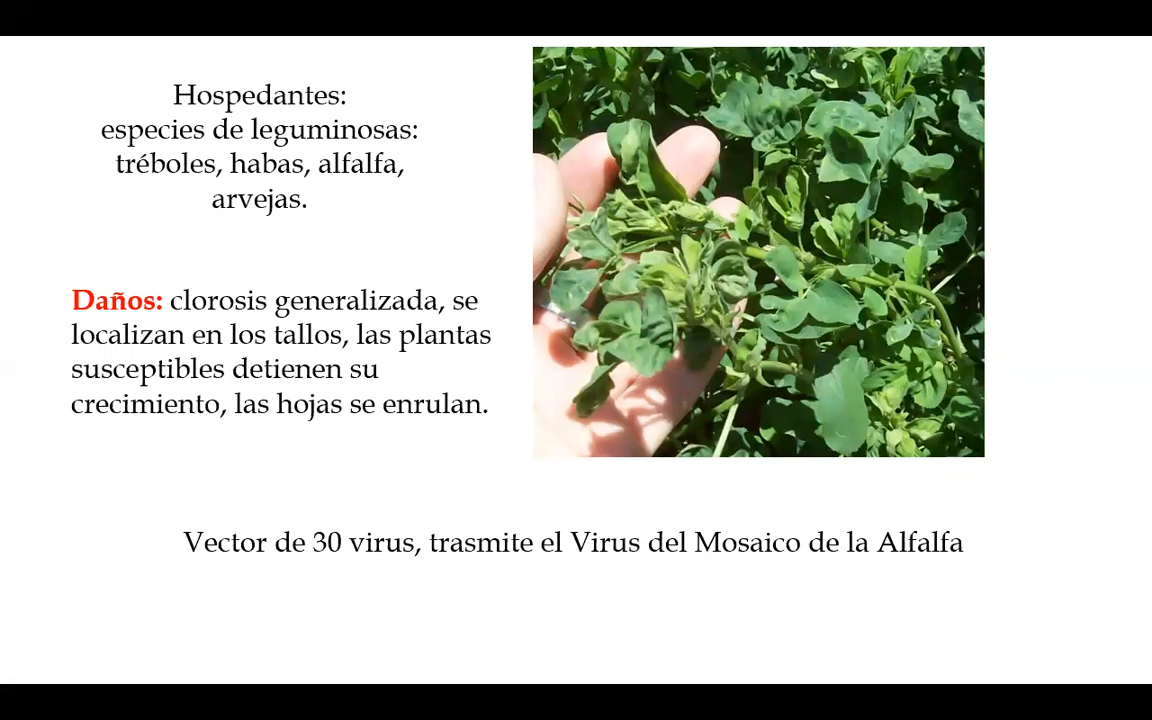 Hospedantes:
especies de leguminosas:
tréboles, habas, alfalfa,
arvejas.
Daños: clorosis generalizada, se
localizan en los tallos, las plantas
susceptibles detienen su
crecimiento, las hojas se enrulan.
Vector de 30 virus, trasmite el Virus del Mosaico de la Alfalfa